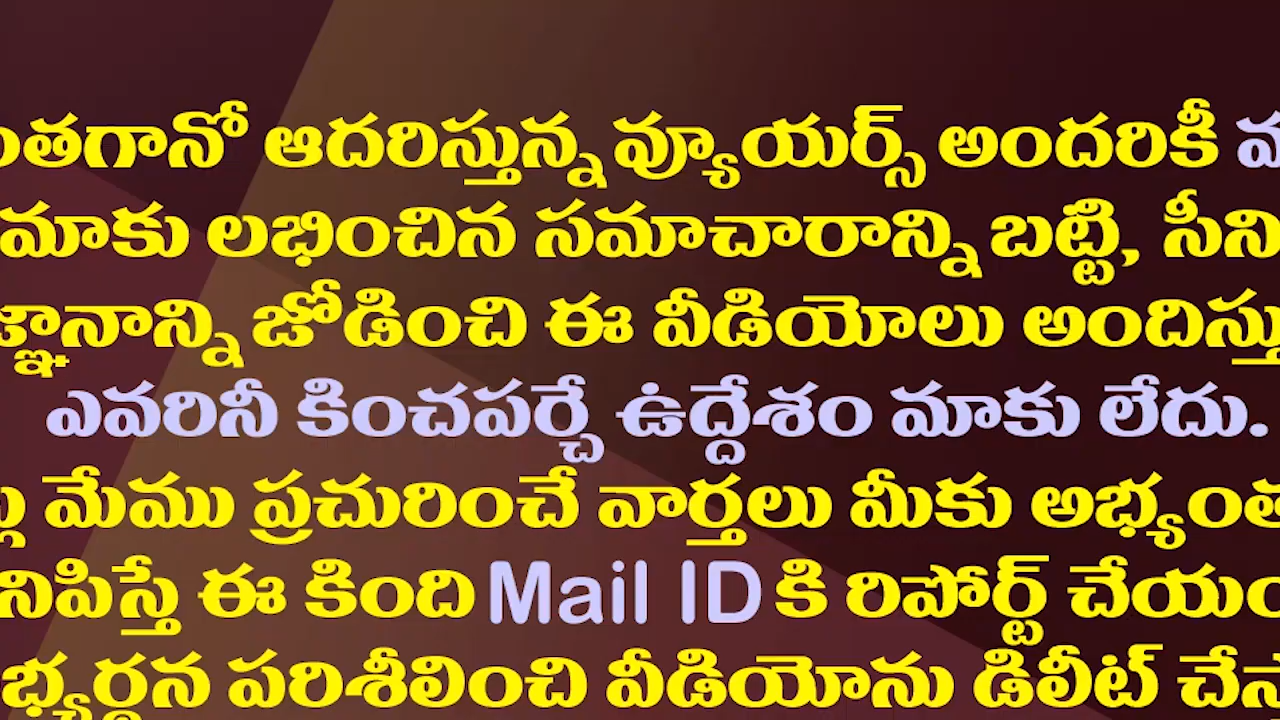 ఆదరిస్తున్న వ్యూయర్స్ అందరికీ
మాకు లభించిన సమాచారాన్ని బట్టి,
జోడించి ఈ వీడియోలు
ఎవరినీ కించపర్చే ఉద్దేశం మాకు లేదు.
మేము ప్రచురించే వార్తలు మీకు
ఈ కింది Mail ID కి రిపోర్ట్
పరిశీలించి వీడియోను డిలీట్